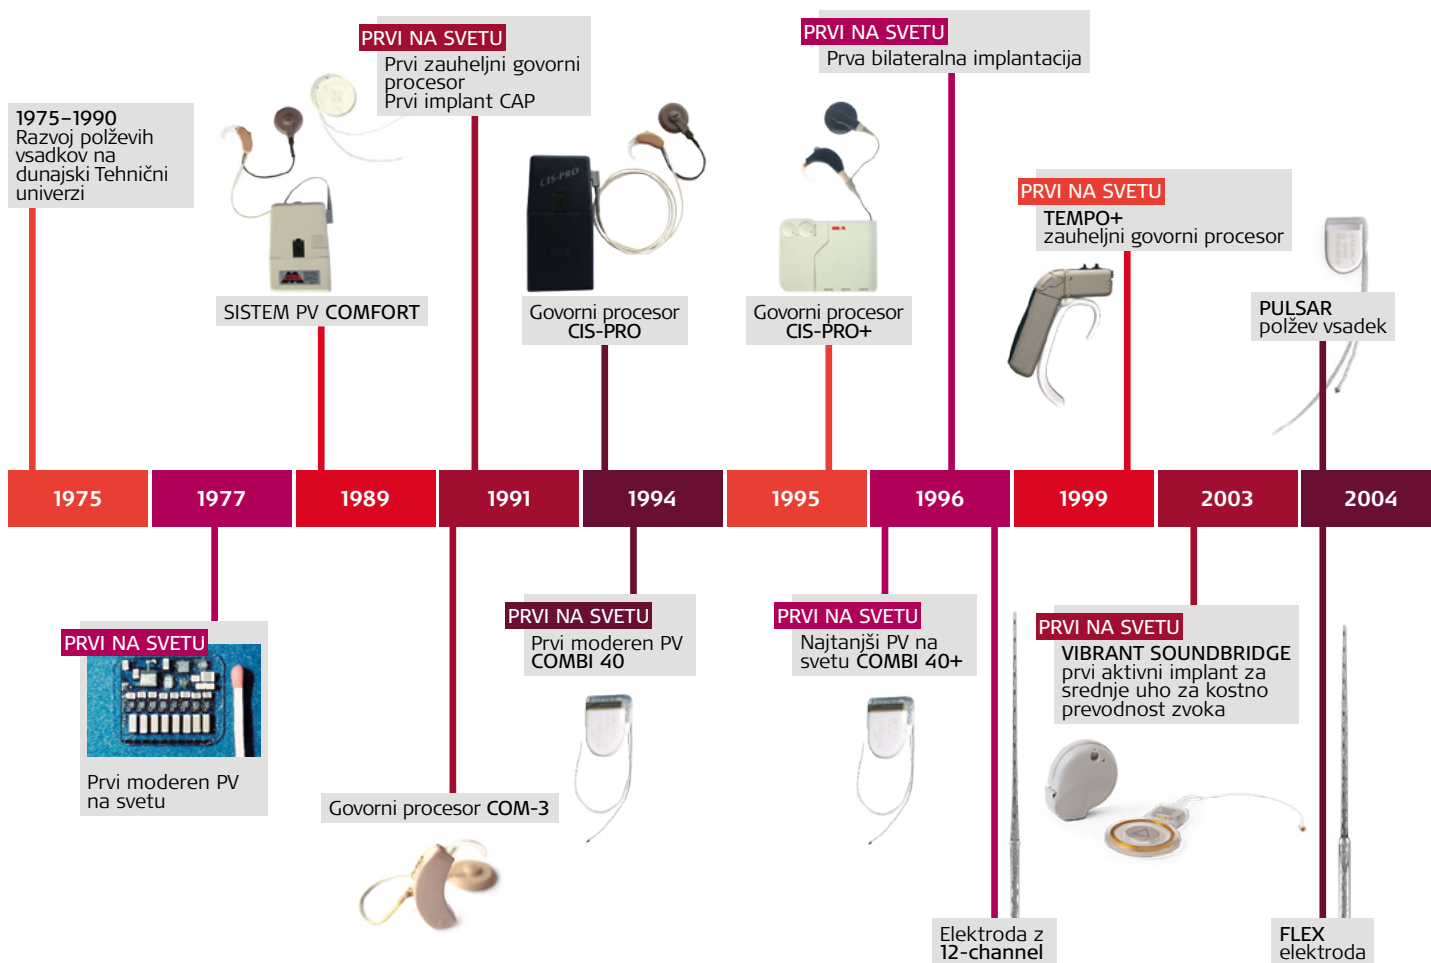 PRVI NA SVETU
Prvi zauheljni govorni
procesor
Prvi implant CAP
PRVI NA SVETU
Prva bilateralna implantacija
1975–1990
Razvoj polževih
vsadkov na
dunajski Tehnični
univerzi
CIS-PRO
PRVI NA SVETU
TEMPO+
zauheljni govorni procesor
SISTEM PV COMFORT
Govorni procesor
CIS-PRO
Govorni procesor
CIS-PRO+
PULSAR
polžev vsadek
1975
1977
1989
1991
1994
1995
1996
1999
2003
2004
PRVI NA SVETU
Prvi moderen PV
na svetu
Govorni procesor COM-3
PRVI NA SVETU
Prvi moderen PV
COMBI 40
PRVI NA SVETU
Najtanjši PV na
svetu COMBI 40+
PRVI NA SVETU
VIBRANT SOUNDBRIDGE
prvi aktivni implant za
srednje uho za kostno
prevodnost zvoka
Elektroda z
12-channel
FLEX
elektroda